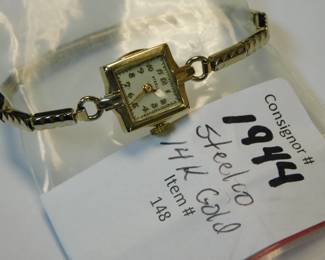 Consignor #
1944
Steelco
14K Gold
Item #
148